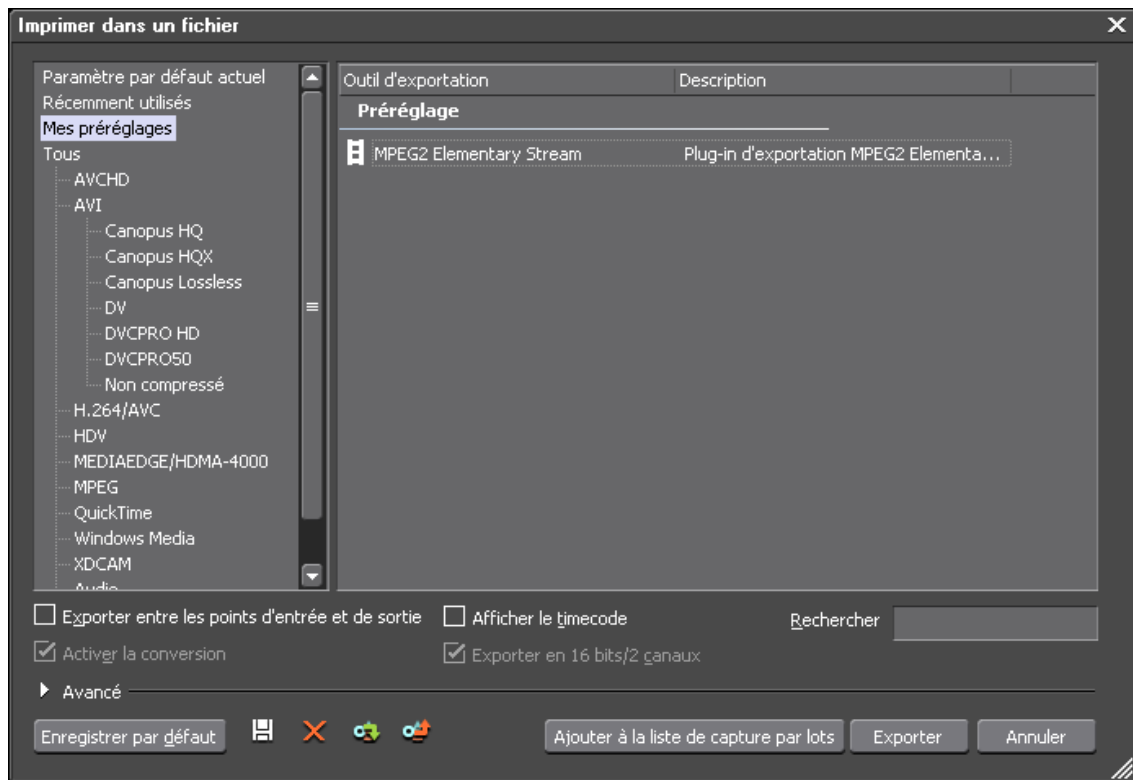 Imprimer dans un fichier
Paramètre par défaut actuel
Récemment utilisés
Mes préréglages
Tous
AVCHD
AVI
Canopus HQ
Canopus HQX
Canopus Lossless
DV
DVCPRO HD
DVCPRO50
Non compressé
H.264/AVC
HDV
MEDIAEDGE/HDMA-4000
MPEG
QuickTime
Windows Media
XDCAM
Audio
Outil d'exportation Description
Préréglage
MPEG2 Elementary Stream Plug-in d'exportation MPEG2 Elementa...
Exporter entre les points d'entrée et de sortie Afficher le timecode Rechercher
Activer la conversion Exporter en 16 bits/2 canaux
Avancé
Enregistrer par défaut Ajouter à la liste de capture par lots Exporter Annuler